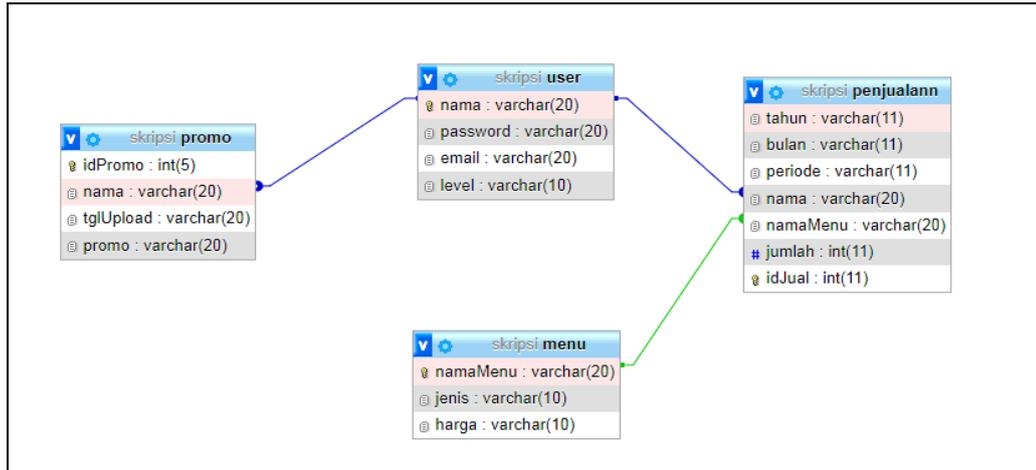 skripsi promo
idPromo : int(5)
nama : varchar(20)
tglUpload : varchar(20)
promo : varchar(20)
skripsi user
nama : varchar(20)
password : varchar(20)
email : varchar(20)
level : varchar(10)
skripsi penjualann
tahun : varchar(11)
bulan : varchar(11)
periode : varchar(11)
nama : varchar(20)
namaMenu : varchar(20)
# jumlah : int(11)
idJual : int(11)
skripsi menu
namaMenu : varchar(20)
jenis : varchar(10)
harga : varchar(10)